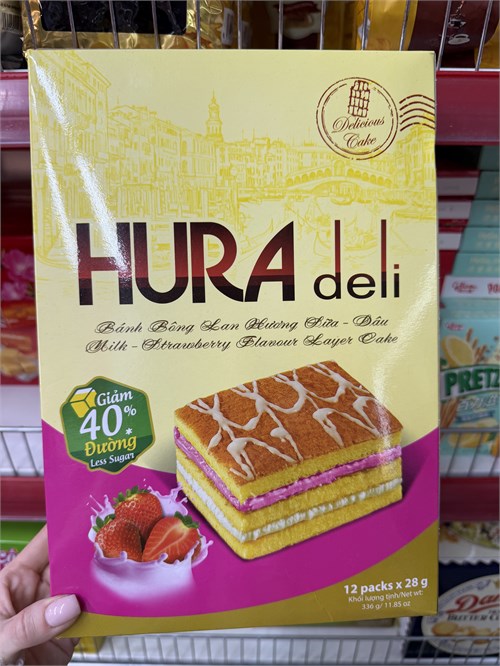 Delicious
Cake
HURA deli
Bánh Bông Lan Hương Sữa - Dâu
Milk - Strawberry Flavour Layer Cake
Giảm
40%*
Đường
Less Sugar
12 packs x 28 g
Khối lượng tịnh/Net wt:
336 g/ 11.85 oz
PRETZ